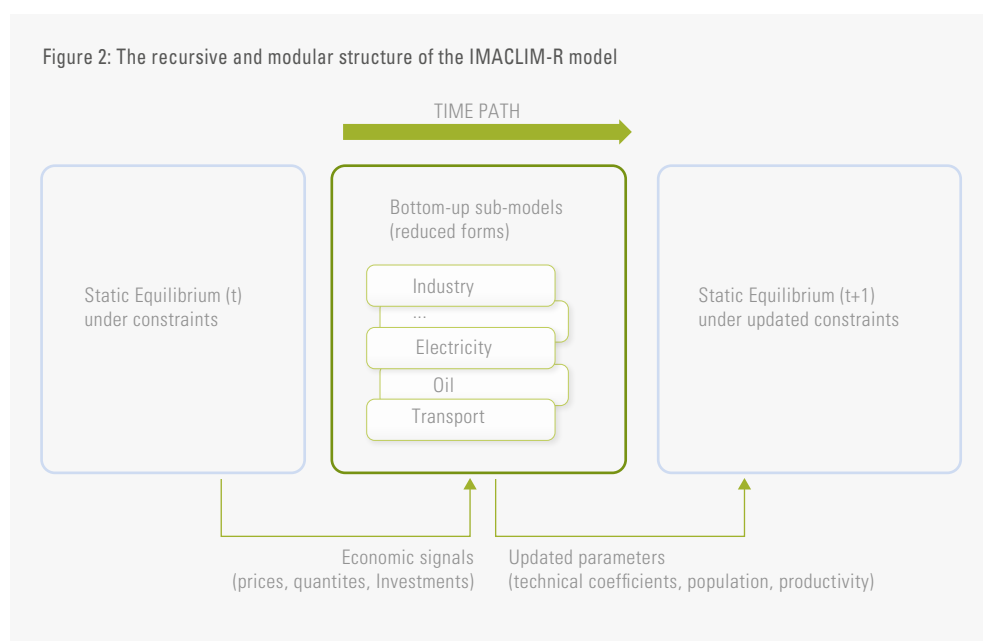 Figure 2: The recursive and modular structure of the IMACLIM-R model
TIME PATH
Static Equilibrium (t)
under constraints
Bottom-up sub-models
(reduced forms)
Industry
...
Electricity
Oil
Transport
Static Equilibrium (t+1)
under updated constraints
Economic signals
(prices, quantites, Investments)
Updated parameters
(technical coefficients, population, productivity)